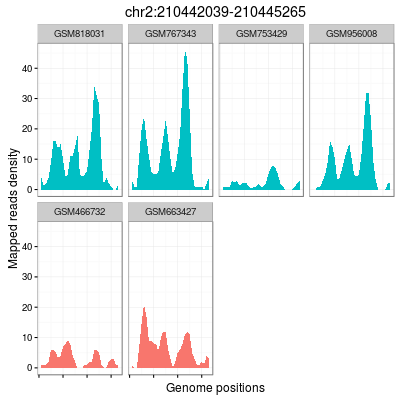 chr2:210442039-210445265
GSM818031 GSM767343 GSM753429 GSM956008
40
30
20
10
0
GSM466732 GSM663427
40
30
20
10
0
Mapped reads density
Genome positions